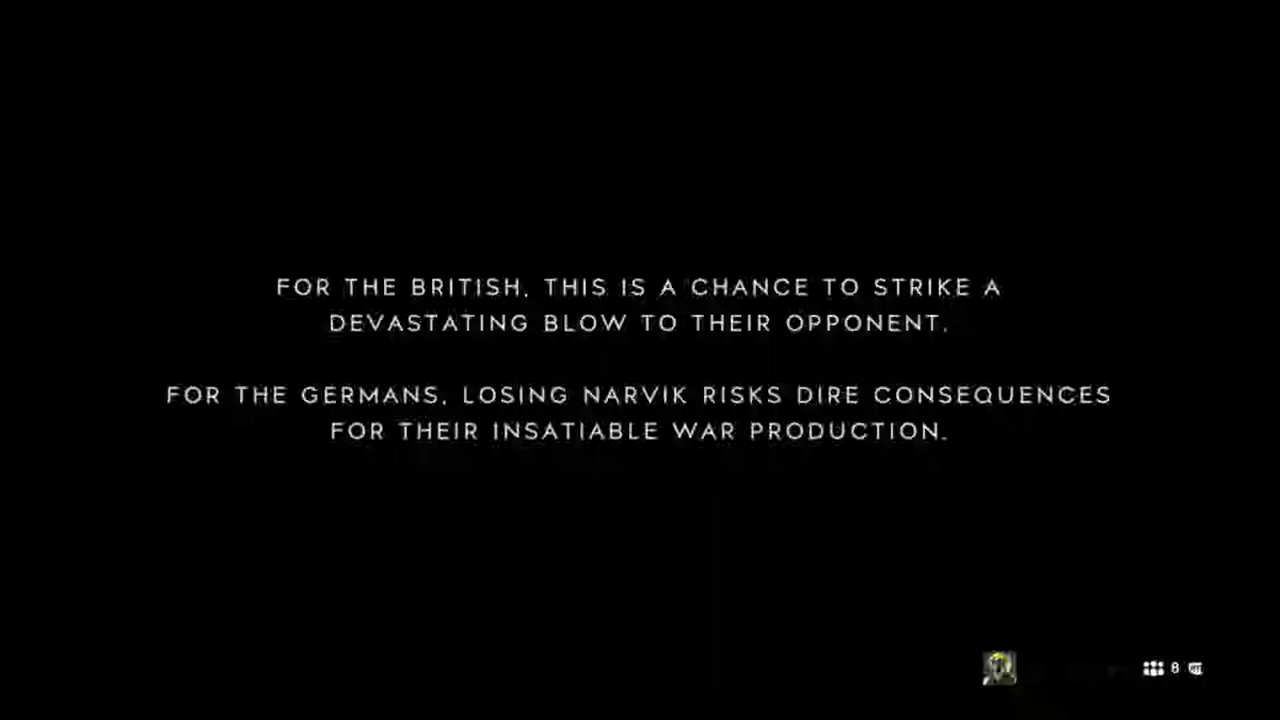 FOR THE BRITISH, THIS IS A CHANCE TO STRIKE A
DEVASTATING BLOW TO THEIR OPPONENT.
FOR THE GERMANS, LOSING NARVIK RISKS DIRE CONSEQUENCES
FOR THEIR INSATIABLE WAR PRODUCTION.
8